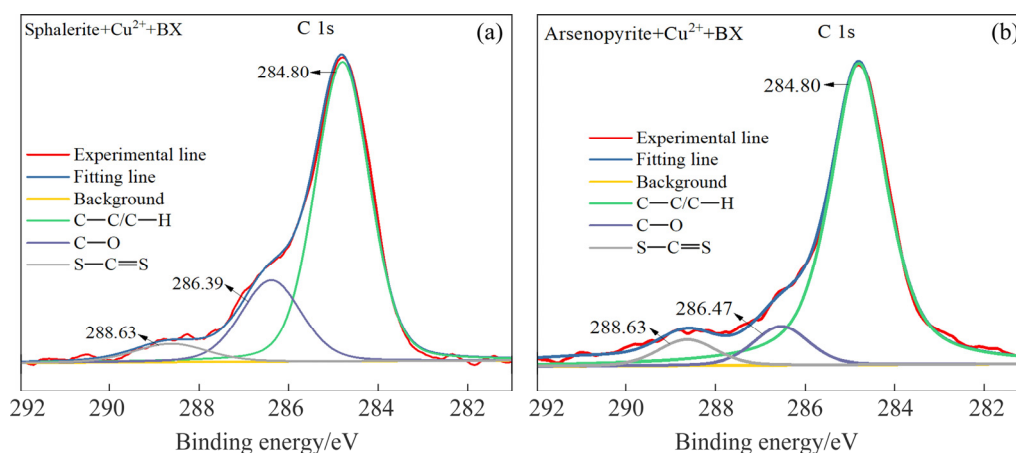 Sphalerite+Cu²⁺+BX
C 1s
(a)
284.80
Experimental line
Fitting line
Background
C—C/C—H
C—O
S—C=S
286.39
288.63
292 290 288 286 284 282
Binding energy/eV
Arsenopyrite+Cu²⁺+BX
C 1s
(b)
284.80
Experimental line
Fitting line
Background
C—C/C—H
C—O
S—C=S
286.47
288.63
292 290 288 286 284 282
Binding energy/eV